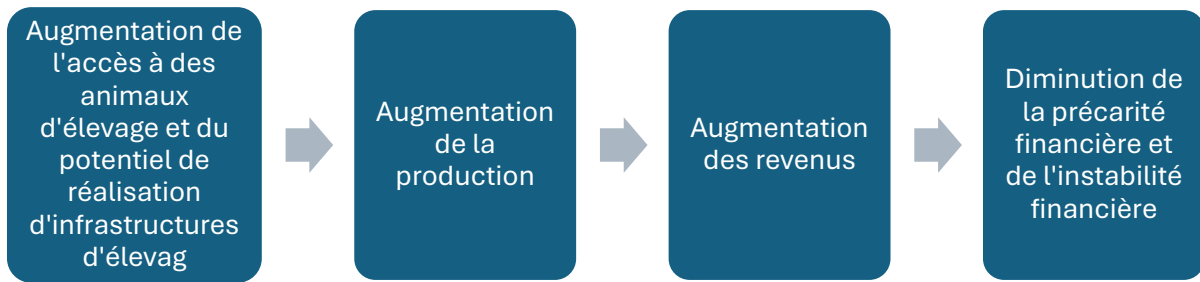 Augmentation de
l'accès à des
animaux
d'élevage et du
potentiel de
réalisation
d'infrastructures
d'élevag
Augmentation
de la
production
Augmentation
des revenus
Diminution de
la précarité
financière et
de l'instabilité
financière